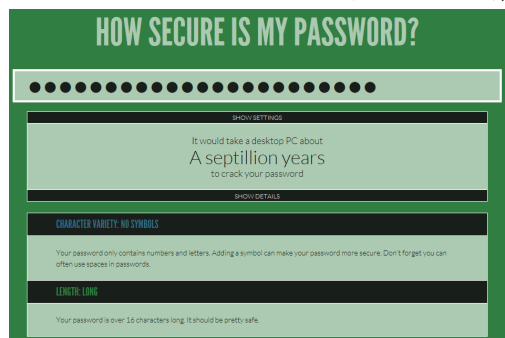 HOW SECURE IS MY PASSWORD?
SHOW SETTINGS
It would take a desktop PC about
A septillion years
to crack your password
SHOW DETAILS
CHARACTER VARIETY: NO SYMBOLS
Your password only contains numbers and letters. Adding a symbol can make your password more secure. Don't forget you can
often use spaces in passwords.
LENGTH: LONG
Your password is over 16 characters long. It should be pretty safe.